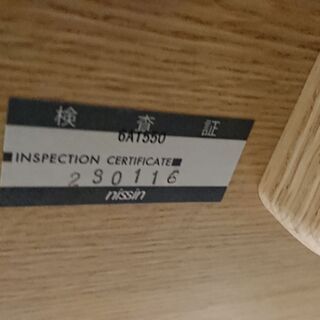 検査証
6AT550
INSPECTION CERTIFICATE
230116
nissin